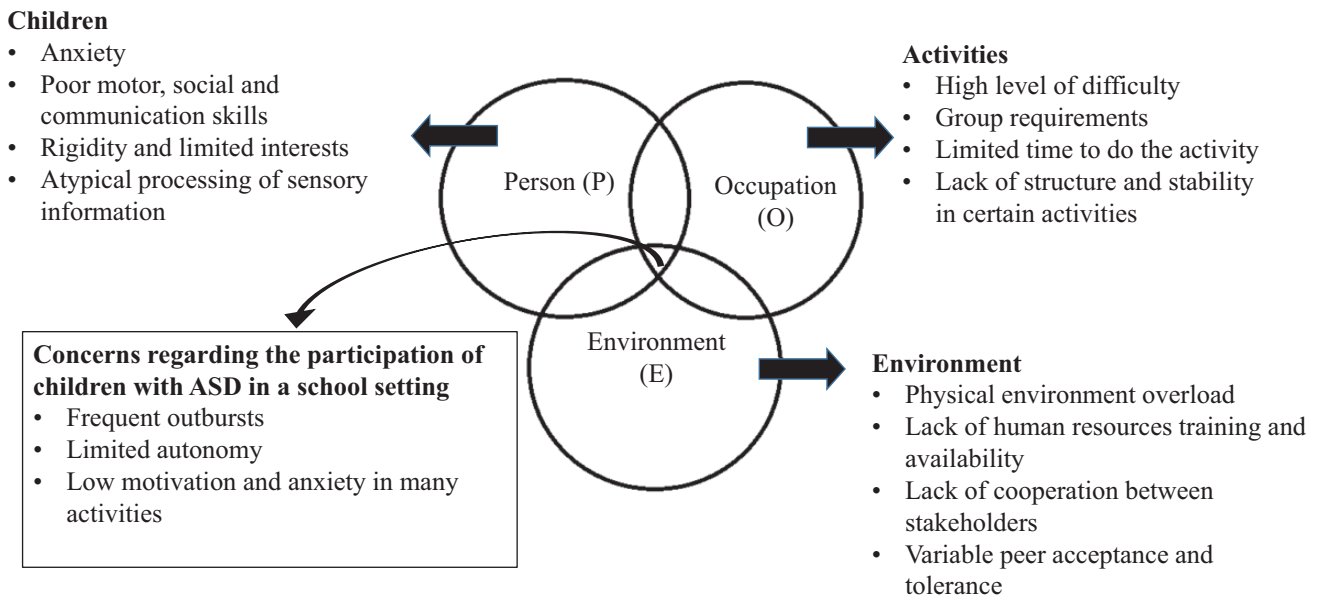 Children
• Anxiety
• Poor motor, social and
communication skills
• Rigidity and limited interests
• Atypical processing of sensory
information
Activities
• High level of difficulty
• Group requirements
• Limited time to do the activity
• Lack of structure and stability
in certain activities
Person (P)
Occupation
(O)
Environment
(E)
Concerns regarding the participation of
children with ASD in a school setting
• Frequent outbursts
• Limited autonomy
• Low motivation and anxiety in many
activities
Environment
• Physical environment overload
• Lack of human resources training and
availability
• Lack of cooperation between
stakeholders
• Variable peer acceptance and
tolerance